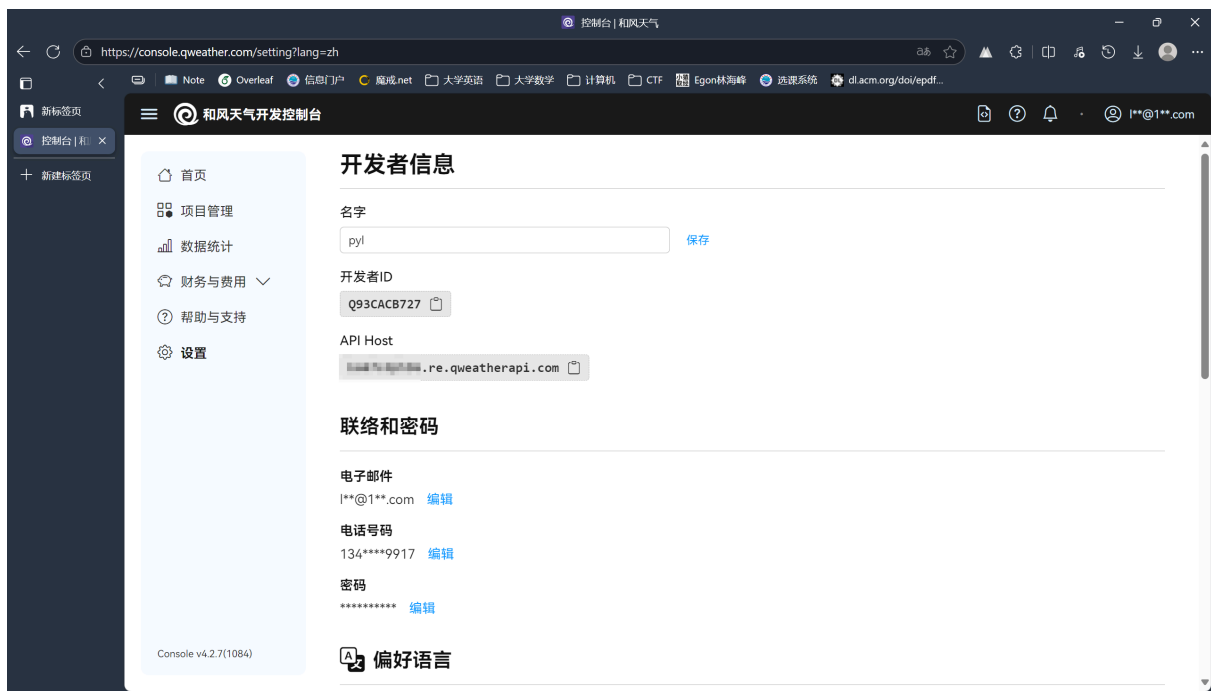 控制台 | 和风天气
https://console.qweather.com/setting?lang=zh
Note
Overleaf
信息门户
魔戒.net
大学英语
大学数学
计算机
CTF
Egon林海峰
选课系统
dl.acm.org/doi/epdf...
新标签页
控制台 | 和
新建标签页
和风天气开发控制台
l**@1**.com
首页
项目管理
数据统计
财务与费用
帮助与支持
设置
Console v4.2.7(1084)
开发者信息
名字
pyl
保存
开发者ID
Q93CACB727
API Host
.re.qweatherapi.com
联络和密码
电子邮件
l**@1**.com 编辑
电话号码
134****9917 编辑
密码
********** 编辑
偏好语言